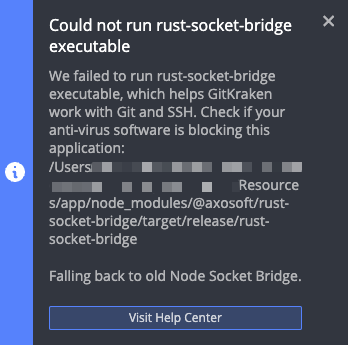 Could not run rust-socket-bridge
executable
We failed to run rust-socket-bridge
executable, which helps GitKraken
work with Git and SSH. Check if your
anti-virus software is blocking this
application:
/Users
Resource
s/app/node_modules/@axosoft/rust-
socket-bridge/target/release/rust-
socket-bridge
Falling back to old Node Socket Bridge.
Visit Help Center